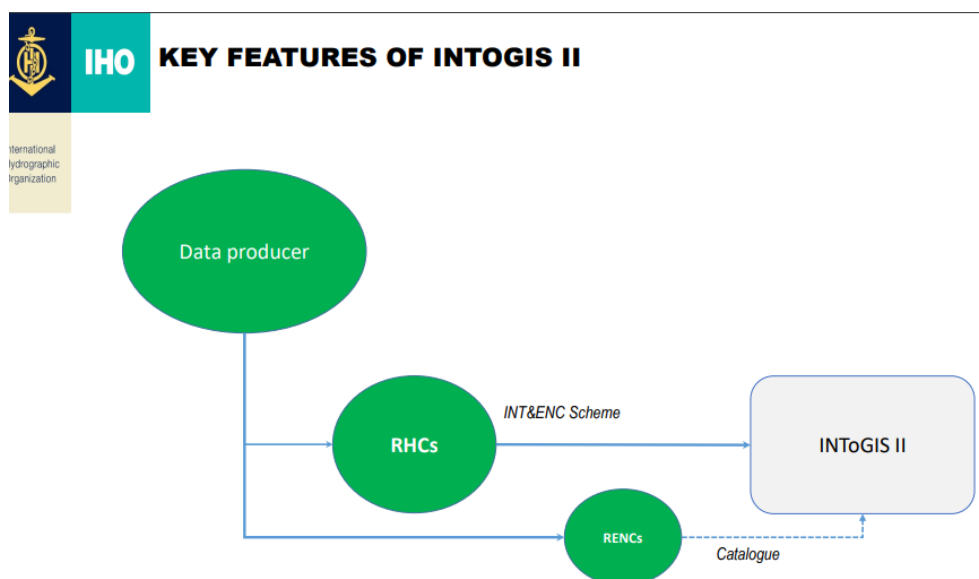 IHO
KEY FEATURES OF INTOGIS II
nternational
ydrographic
rganization
Data producer
INT&ENC Scheme
RHCs
INToGIS II
RENCs
Catalogue